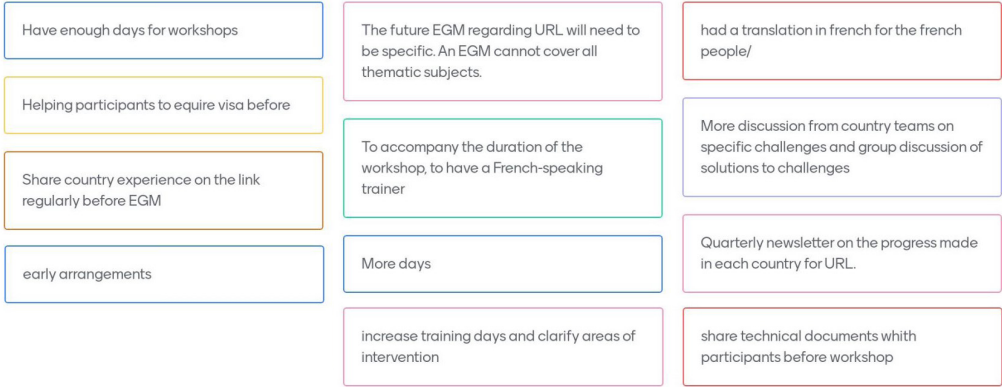 Have enough days for workshops
Helping participants to equire visa before
Share country experience on the link
regularly before EGM
early arrangements
The future EGM regarding URL will need to
be specific. An EGM cannot cover all
thematic subjects.
To accompany the duration of the
workshop, to have a French-speaking
trainer
More days
increase training days and clarify areas of
intervention
had a translation in french for the french
people/
More discussion from country teams on
specific challenges and group discussion of
solutions to challenges
Quarterly newsletter on the progress made
in each country for URL.
share technical documents whith
participants before workshop